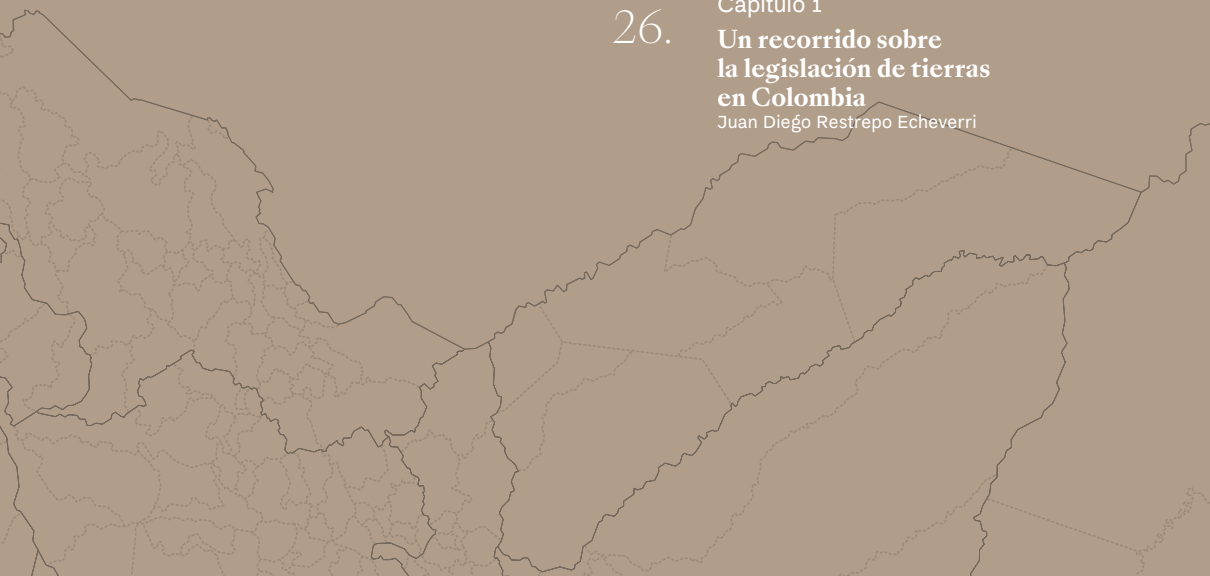 26.
Capítulo 1
Un recorrido sobre
la legislación de tierras
en Colombia
Juan Diego Restrepo Echeverri